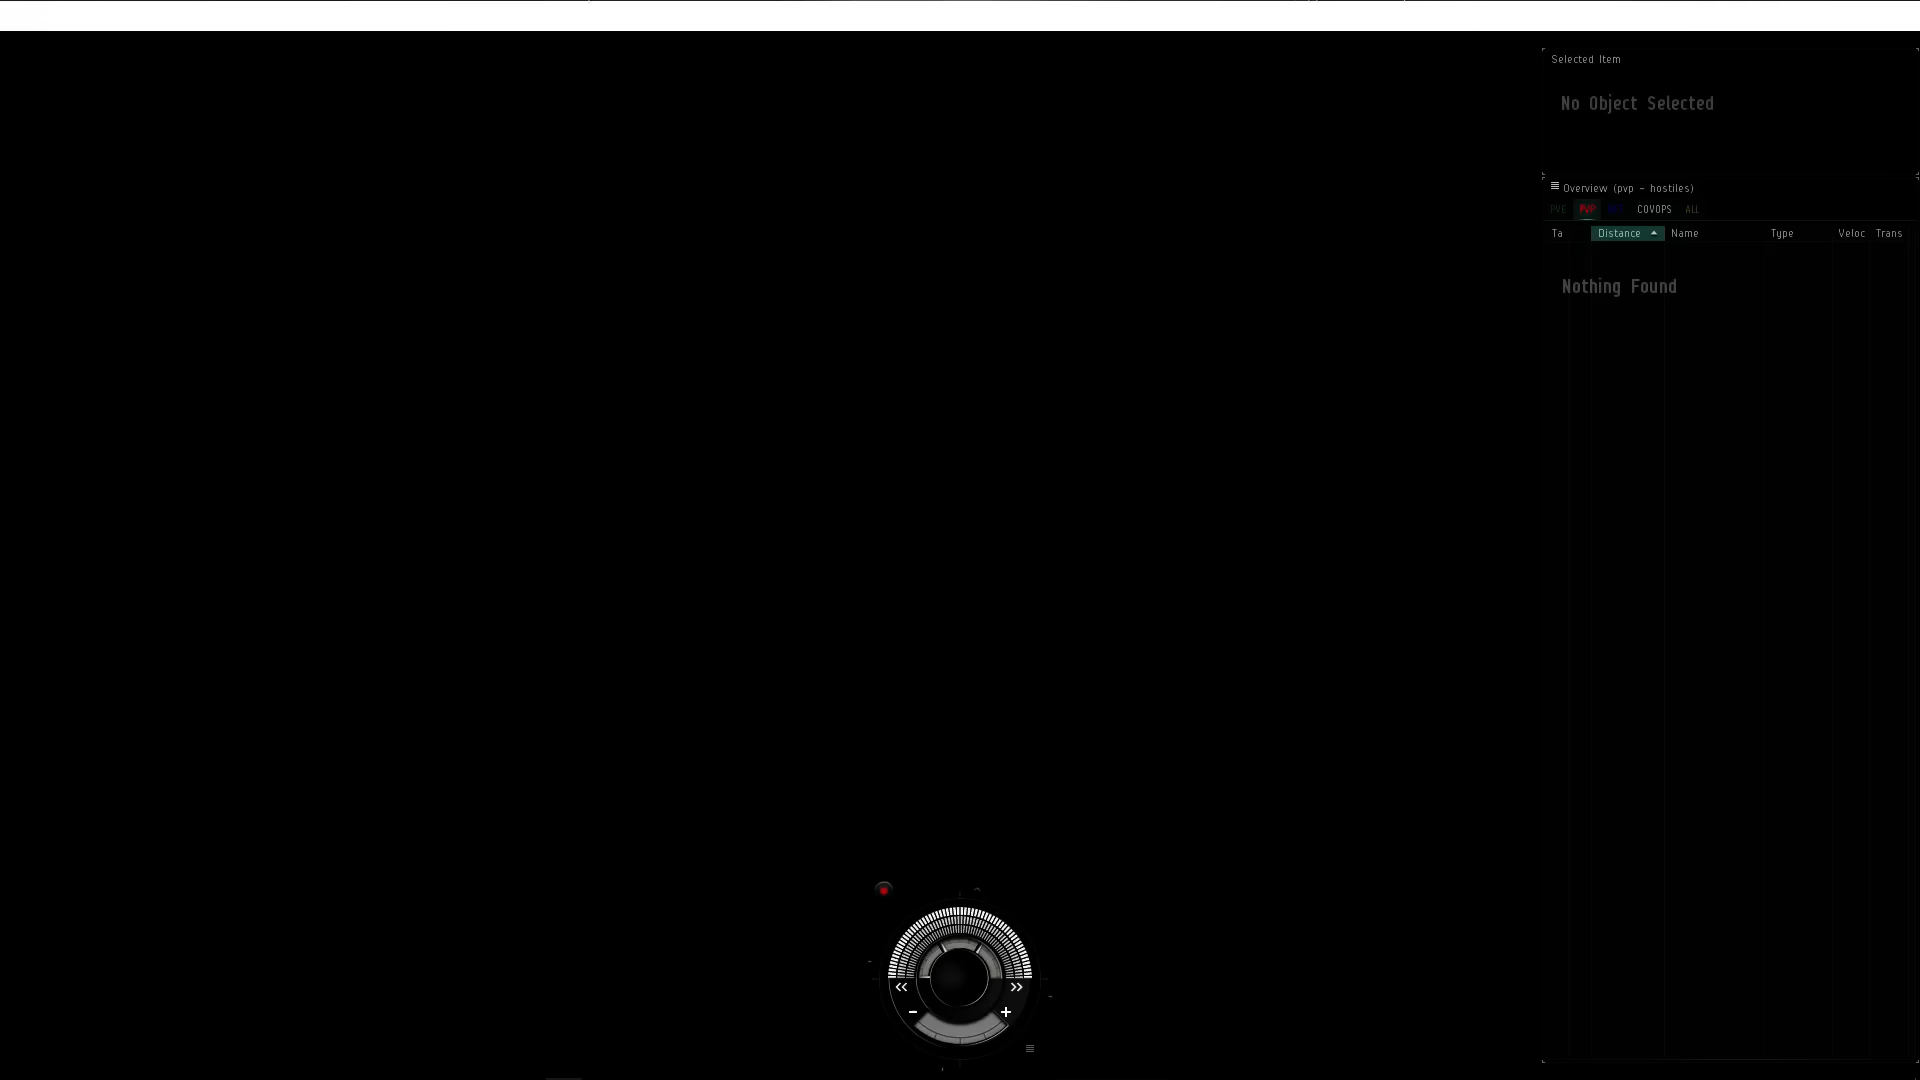 Selected Item
No Object Selected
Overview (pvp - hostiles)
PVE PVP COVOPS ALL
Ta Distance Name Type Veloc Trans
Nothing Found